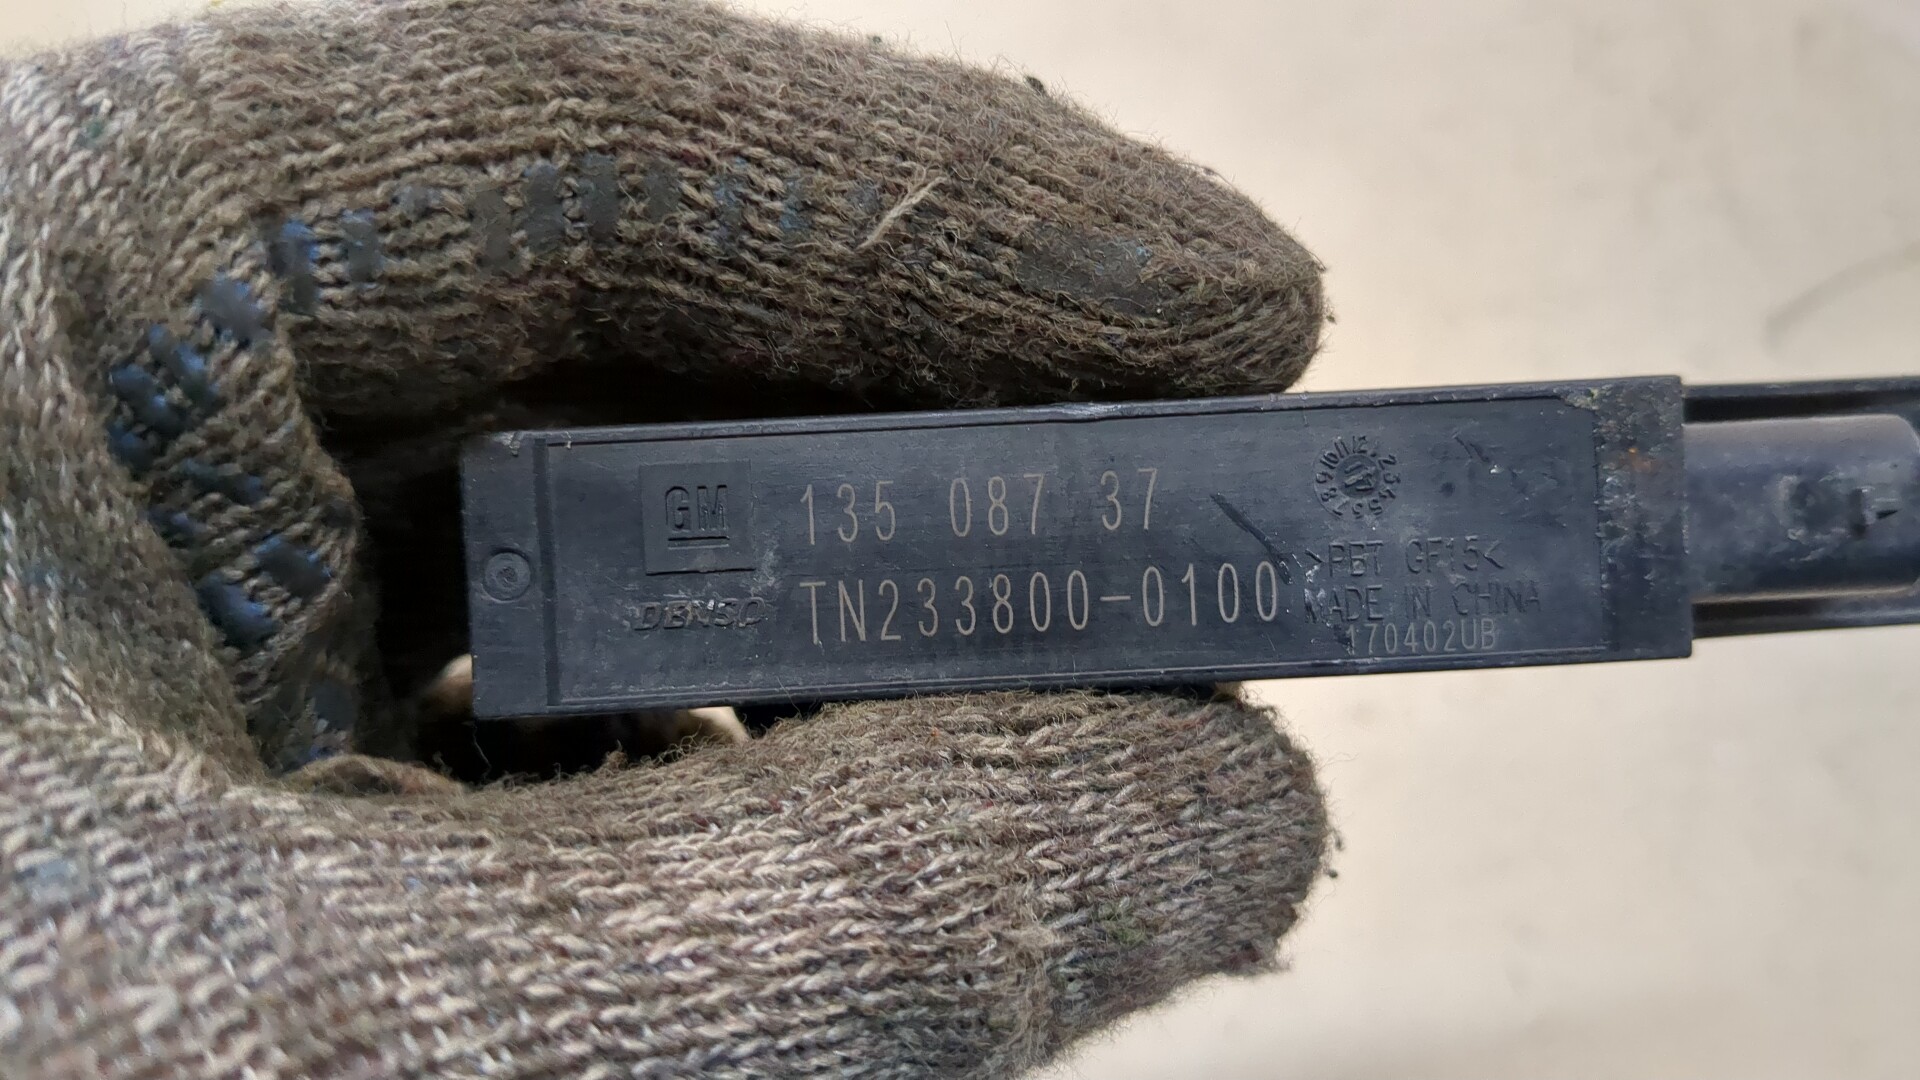 GM
135 087 37
DENSO
TN233800-0100
>PBT GF15<
MADE IN CHINA
170402UB